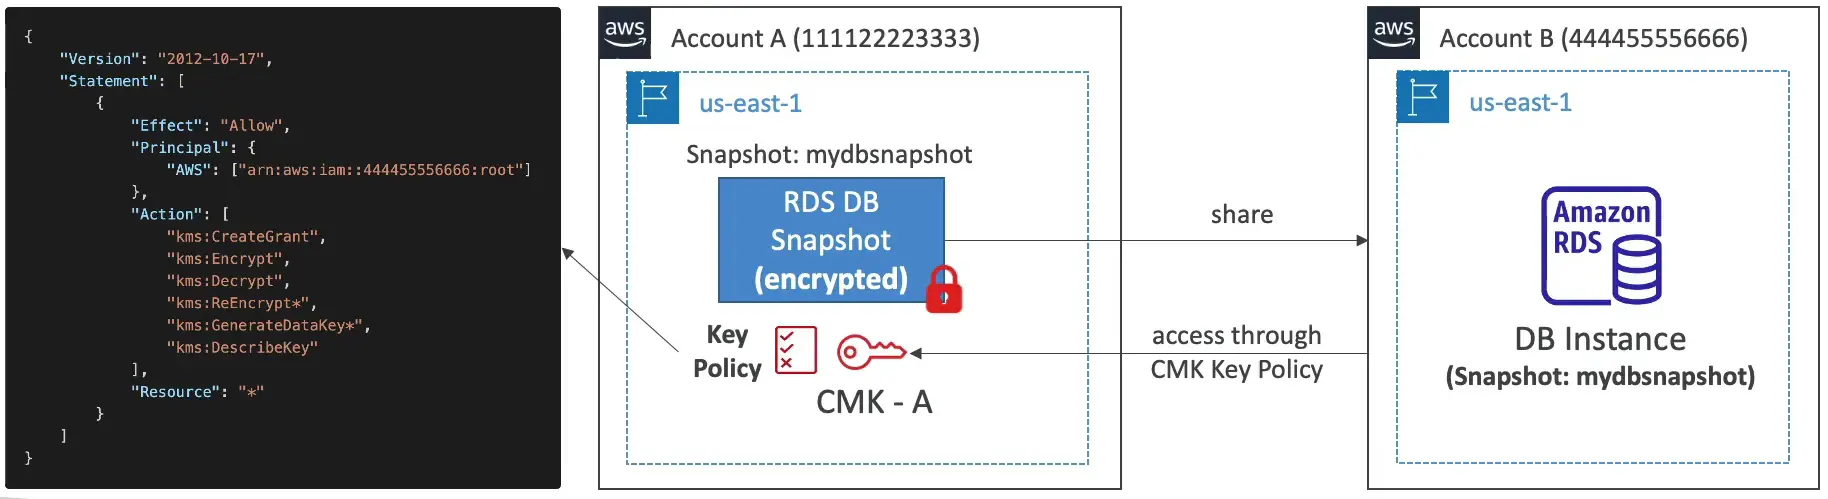 {
    "Version": "2012-10-17",
    "Statement": [
        {
            "Effect": "Allow",
            "Principal": {
                "AWS": ["arn:aws:iam::444455556666:root"]
            },
            "Action": [
                "kms:CreateGrant",
                "kms:Encrypt",
                "kms:Decrypt",
                "kms:ReEncrypt*",
                "kms:GenerateDataKey*",
                "kms:DescribeKey"
            ],
            "Resource": "*"
        }
    ]
}
aws
Account A (111122223333)
us-east-1
Snapshot: mydbsnapshot
RDS DB
Snapshot
(encrypted)
Key
Policy
CMK - A
share
access through
CMK Key Policy
aws
Account B (444455556666)
us-east-1
Amazon
RDS
DB Instance
(Snapshot: mydbsnapshot)